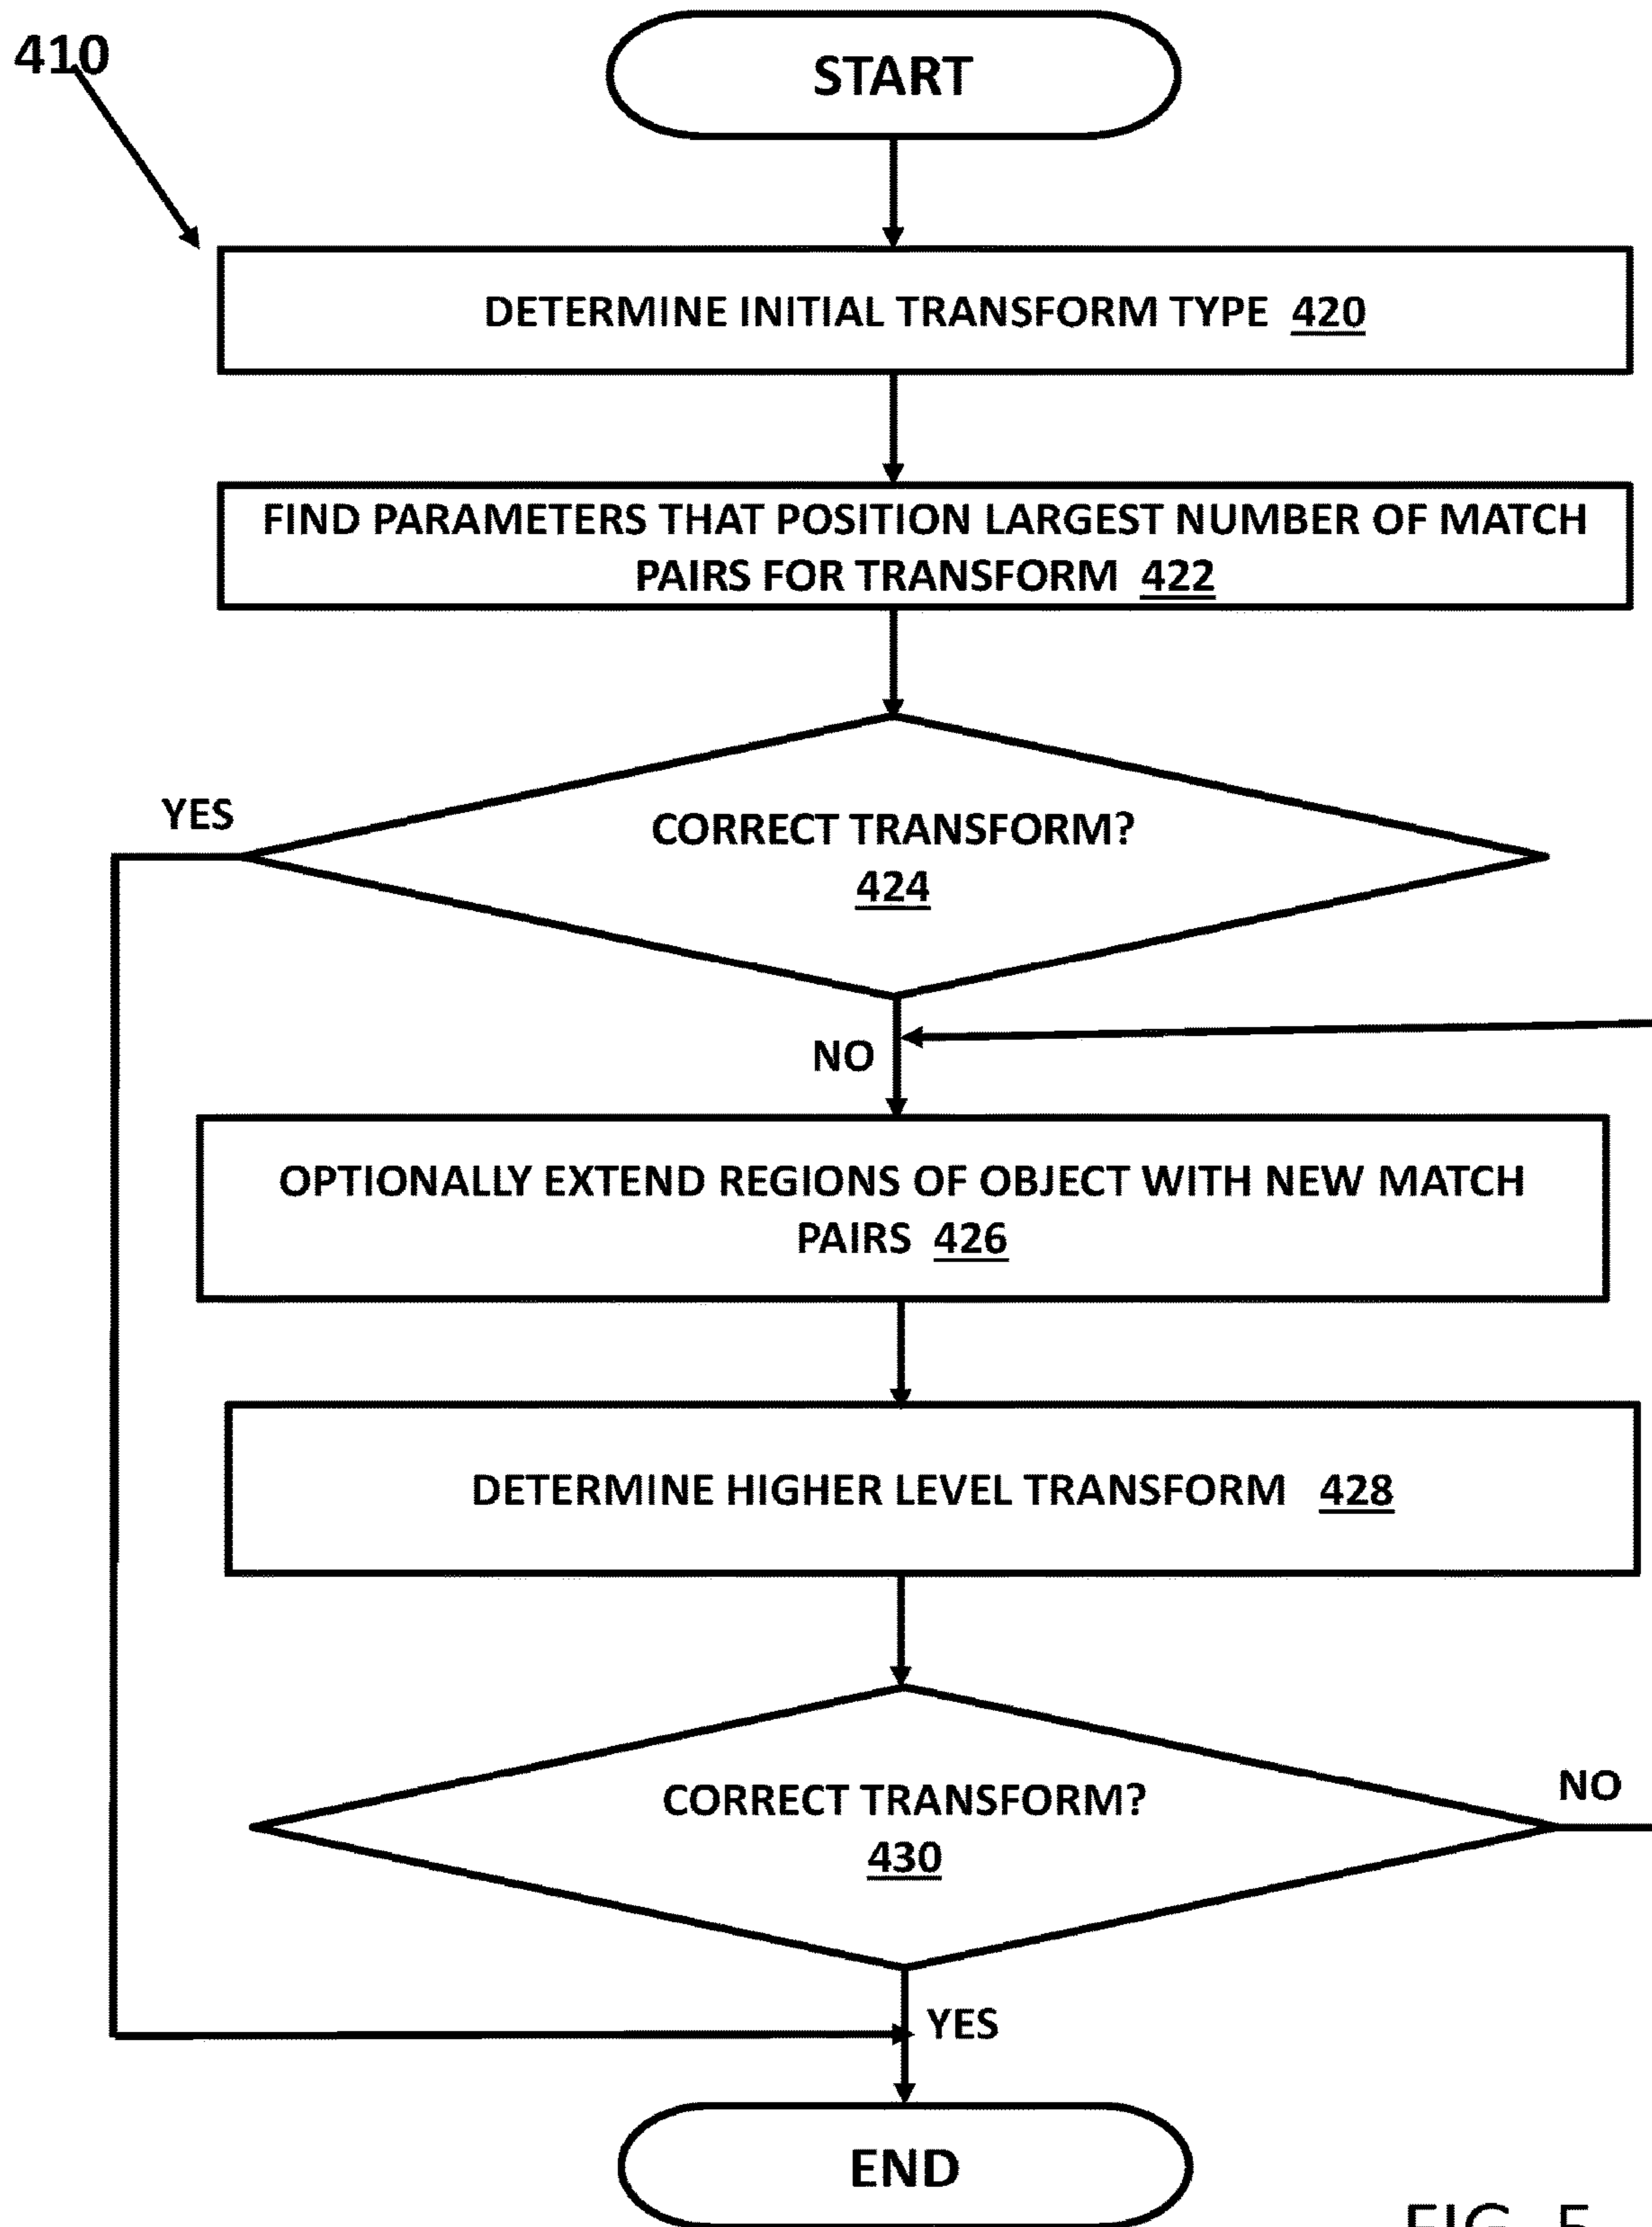 410
START
DETERMINE INITIAL TRANSFORM TYPE 420
FIND PARAMETERS THAT POSITION LARGEST NUMBER OF MATCH
PAIRS FOR TRANSFORM 422
YES
CORRECT TRANSFORM?
424
NO
OPTIONALLY EXTEND REGIONS OF OBJECT WITH NEW MATCH
PAIRS 426
DETERMINE HIGHER LEVEL TRANSFORM 428
CORRECT TRANSFORM?
430
NO
YES
END
FIG. 5